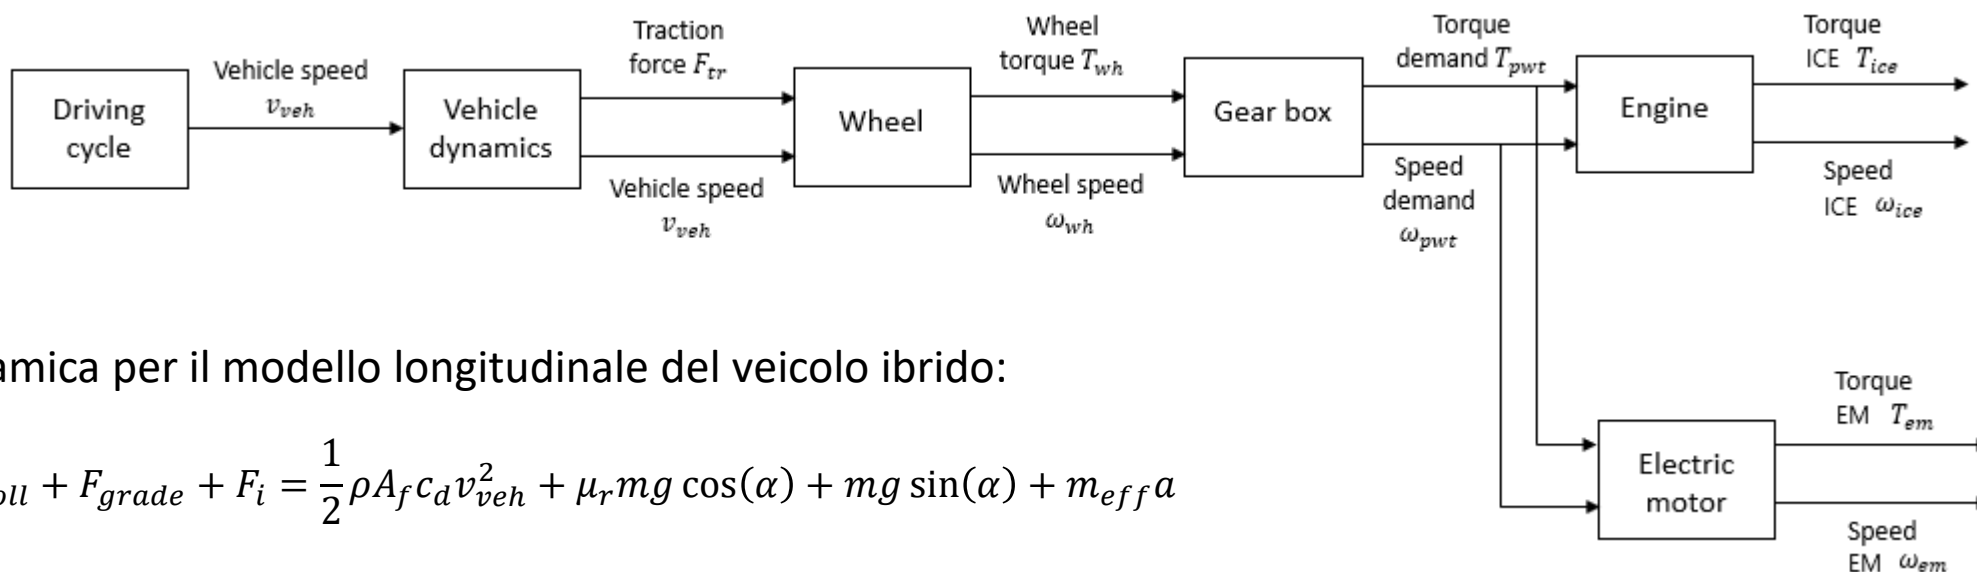 Driving
cycle
Vehicle speed
v_veh
Vehicle
dynamics
Traction
force F_tr
Vehicle speed
v_veh
Wheel
Wheel
torque T_wh
Wheel speed
ω_wh
Gear box
Torque
demand T_pwt
Speed
demand
ω_pwt
Engine
Torque
ICE T_ice
Speed
ICE ω_ice
per il modello longitudinale del veicolo ibrido:
+ F_grade + F_i = 1/2 ρA_f c_d v_veh^2 + μ_r mg cos(α) + mg sin(α) + m_eff a
Electric
motor
Torque
EM T_em
Speed
EM ω_em